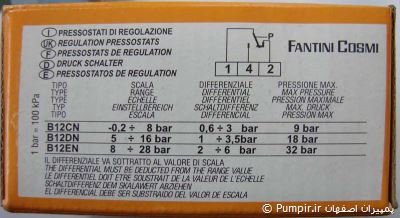 I PRESSOSTATI DI REGOLAZIONE
UK REGULATION PRESSOSTATS
F PRESSOSTATS DE REGULATION
D DRUCK SCHALTER
E PRESSOSTATOS DE REGULATION
P
1 4 2
FANTINI COSMI
1 bar = 100 kPa
TIPO SCALA DIFFERENZIALE PRESSIONE MAX.
TYPE RANGE DIFFERENTIAL MAX PRESSURE
TYPE ECHELLE DIFFERENTIEL PRESSION MAXIMALE
TYP EINSTELLBEREICH SCHALTDIFFERENZ MAX. DRUCK
TIPO ESCALA DIFERENCIAL PRESION MAX.
B12CN -0,2 ÷ 8 bar 0,6 ÷ 3 bar 9 bar
B12DN 5 ÷ 16 bar 1 ÷ 3,5bar 18 bar
B12EN 8 ÷ 28 bar 2 ÷ 6 bar 32 bar
IL DIFFERENZIALE VA SOTTRATTO AL VALORE DI SCALA
THE DIFFERENTIAL MUST BE DEDUCTED FROM THE RANGE VALUE
LE DIFFERENTIEL DOIT ETRE SOUSTRAIT DE LA VALEUR DE L'ECHELLE
SCHALTDIFFERENZ DEM SKALAWERT ABZIEHEN
EL DIFFERENCIAL DEBE SER SUBSTRAIDO DEL VALOR DE ESCALA
پمپیران اصفهان Pumpir.ir ©